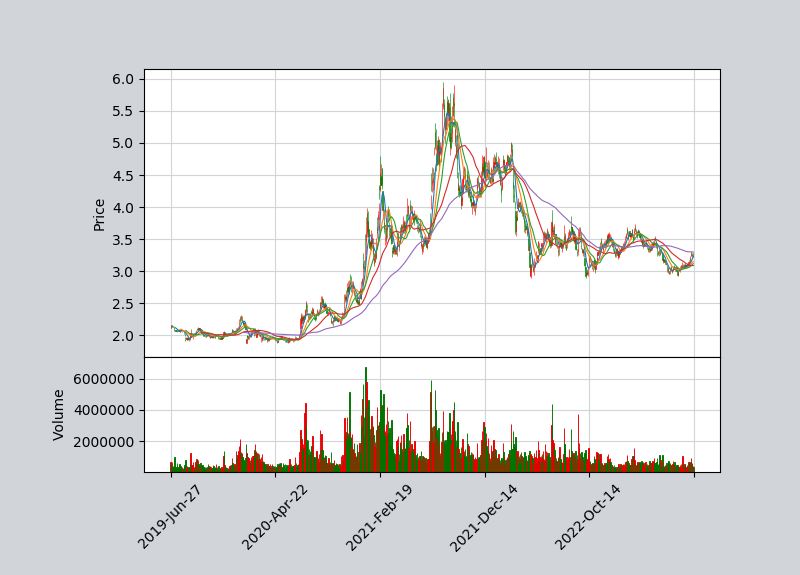 6.0
5.5
5.0
4.5
4.0
3.5
3.0
2.5
2.0
Price
6000000
4000000
2000000
Volume
2019-Jun-27
2020-Apr-22
2021-Feb-19
2021-Dec-14
2022-Oct-14